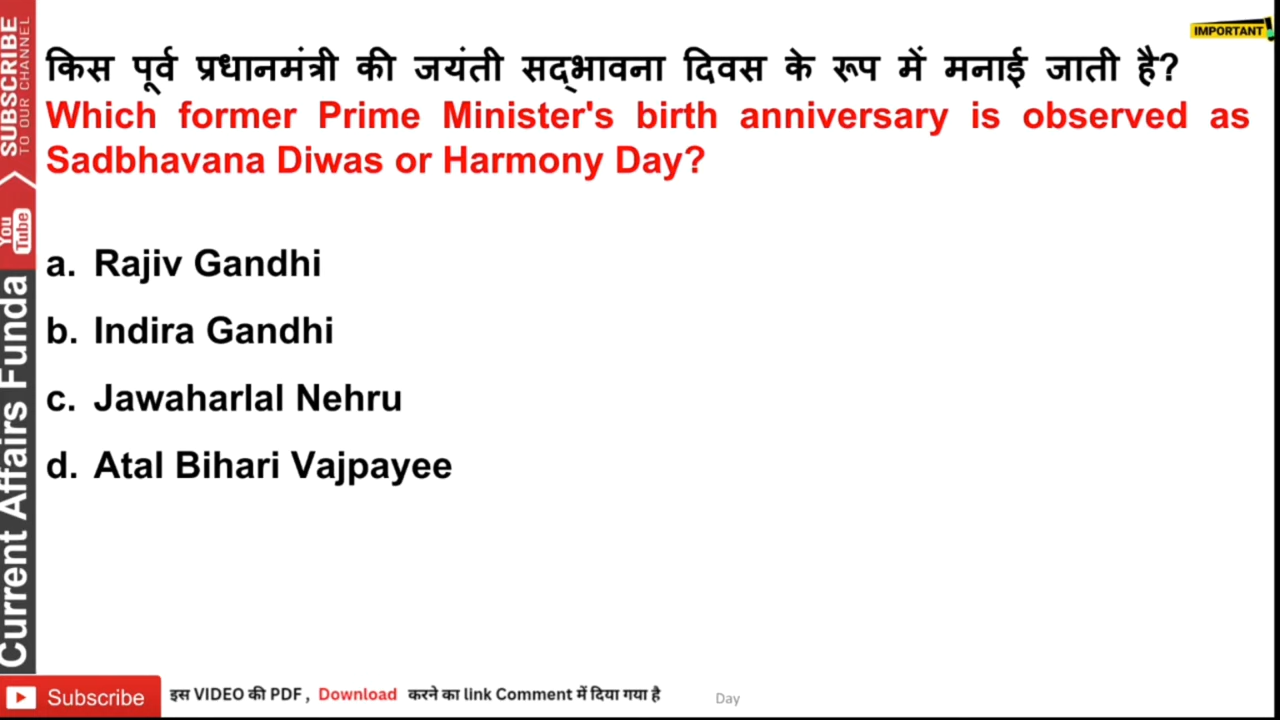 IMPORTANT
किस पूर्व प्रधानमंत्री की जयंती सद्भावना दिवस के रूप में मनाई जाती है?
Which former Prime Minister's birth anniversary is observed as
Sadbhavana Diwas or Harmony Day?
a. Rajiv Gandhi
b. Indira Gandhi
c. Jawaharlal Nehru
d. Atal Bihari Vajpayee
SUBSCRIBE
TO OUR CHANNEL
You
Tube
Current Affairs Funda
Subscribe
इस VIDEO की PDF, Download करने का link Comment में दिया गया है
Day